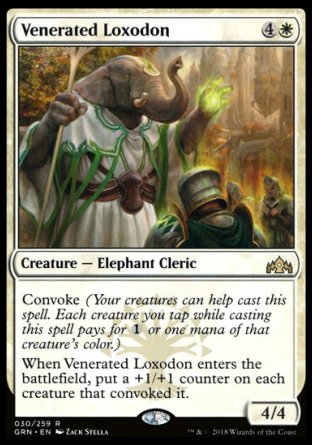 Venerated Loxodon 4
Creature — Elephant Cleric
Convoke (Your creatures can help cast this
spell. Each creature you tap while casting
this spell pays for 1 or one mana of that
creature's color.)
When Venerated Loxodon enters the
battlefield, put a +1/+1 counter on each
creature that convoked it.
4/4
030/259 R
GRN • EN ZACK STELLA
™ & © 2018 Wizards of the Coast